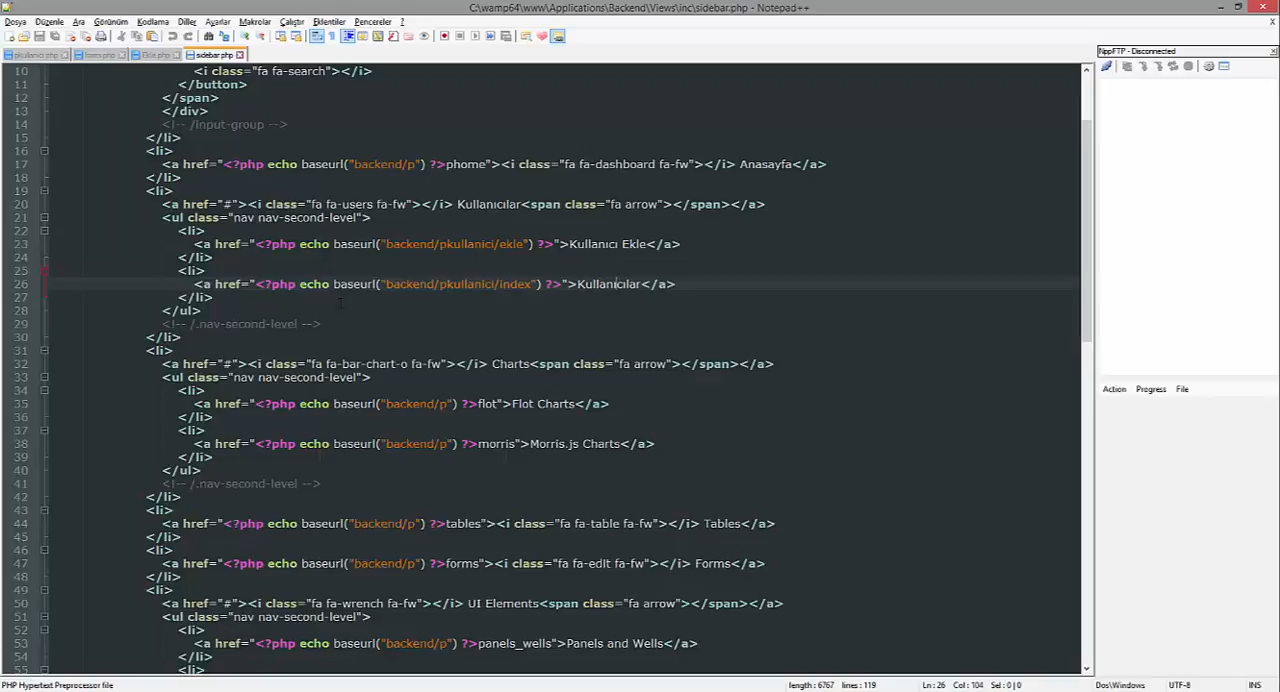 C:\wamp64\www\Applications\Backend\Views\inc\sidebar.php - Notepad++
Dosya Düzenle Ara Görünüm Kodlama Diller Ayarlar Makrolar Çalıştır Eklentiler Pencereler ?
pkullanici.php forms.php Ekle.php sidebar.php
NppFTP - Disconnected
10 <i class="fa fa-search"></i>
11 </button>
12 </span>
13 </div>
14 <!-- /input-group -->
15 </li>
16 <li>
17 <a href="<?php echo baseurl("backend/p") ?>phome"><i class="fa fa-dashboard fa-fw"></i> Anasayfa</a>
18 </li>
19 <li>
20 <a href="#"><i class="fa fa-users fa-fw"></i> Kullanıcılar<span class="fa arrow"></span></a>
21 <ul class="nav nav-second-level">
22 <li>
23 <a href="<?php echo baseurl("backend/pkullanici/ekle") ?>">Kullanıcı Ekle</a>
24 </li>
25 <li>
26 <a href="<?php echo baseurl("backend/pkullanici/index") ?>">Kullanıcılar</a>
27 </li>
28 </ul>
29 <!-- /.nav-second-level -->
30 </li>
31 <li>
32 <a href="#"><i class="fa fa-bar-chart-o fa-fw"></i> Charts<span class="fa arrow"></span></a>
33 <ul class="nav nav-second-level">
34 <li>
35 <a href="<?php echo baseurl("backend/p") ?>flot">Flot Charts</a>
36 </li>
37 <li>
38 <a href="<?php echo baseurl("backend/p") ?>morris">Morris.js Charts</a>
39 </li>
40 </ul>
41 <!-- /.nav-second-level -->
42 </li>
43 <li>
44 <a href="<?php echo baseurl("backend/p") ?>tables"><i class="fa fa-table fa-fw"></i> Tables</a>
45 </li>
46 <li>
47 <a href="<?php echo baseurl("backend/p") ?>forms"><i class="fa fa-edit fa-fw"></i> Forms</a>
48 </li>
49 <li>
50 <a href="#"><i class="fa fa-wrench fa-fw"></i> UI Elements<span class="fa arrow"></span></a>
51 <ul class="nav nav-second-level">
52 <li>
53 <a href="<?php echo baseurl("backend/p") ?>panels_wells">Panels and Wells</a>
54 </li>
55 <li>
Action Progress File
PHP Hypertext Preprocessor file length : 6767 lines : 119 Ln : 26 Col : 104 Sel : 0 | 0 Dos\Windows UTF-8 INS